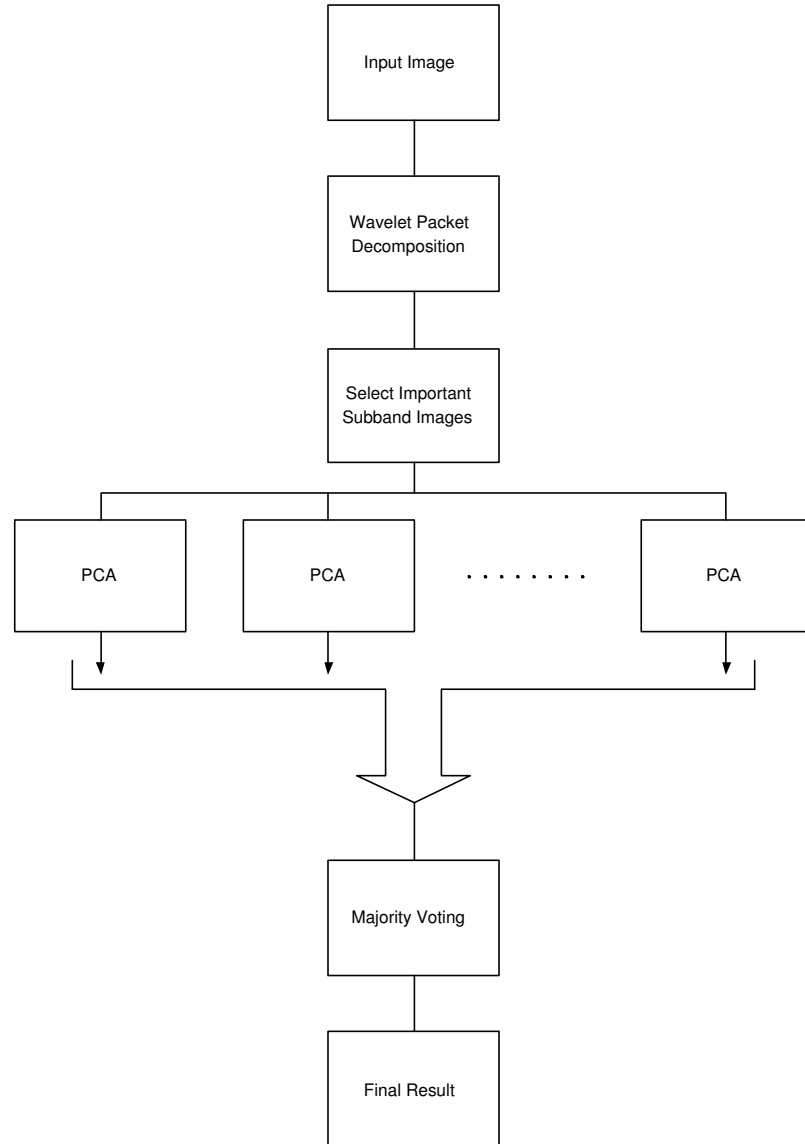 Input Image
Wavelet Packet
Decomposition
Select Important
Subband Images
PCA
PCA
. . . . . . . .
PCA
Majority Voting
Final Result